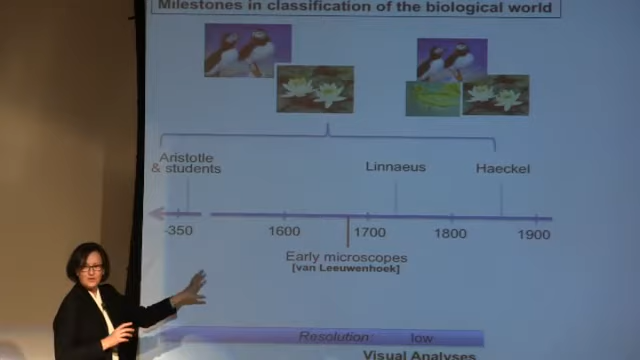 Milestones in classification of the biological world
Aristotle
& students
Linnaeus
Haeckel
-350
1600
1700
1800
1900
Early microscopes
[van Leeuwenhoek]
Resolution: low
Visual Analyses